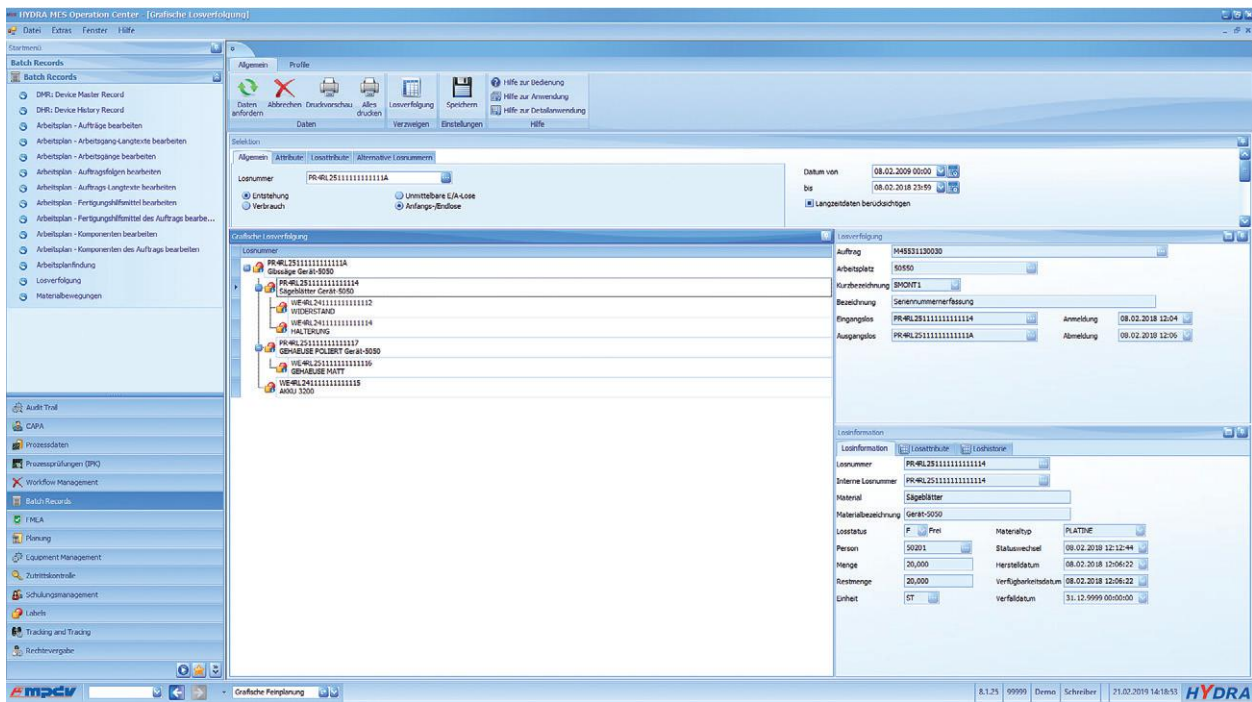 HYDRA MES Operation Center - [Grafische Losverfolgung]
Datei Extras Fenster Hilfe
Startmenü
Batch Records
Batch Records
DMR: Device Master Record
DHR: Device History Record
Arbeitsplan - Aufträge bearbeiten
Arbeitsplan - Arbeitsgang-Langtexte bearbeiten
Arbeitsplan - Arbeitsgänge bearbeiten
Arbeitsplan - Auftragsfolgen bearbeiten
Arbeitsplan - Auftrags-Langtexte bearbeiten
Arbeitsplan - Fertigungshilfsmittel bearbeiten
Arbeitsplan - Fertigungshilfsmittel des Auftrags bearbe...
Arbeitsplan - Komponenten bearbeiten
Arbeitsplan - Komponenten des Auftrags bearbeiten
Arbeitsplanfindung
Losverfolgung
Materialbewegungen
Audit Trail
CAPA
Prozessdaten
Prozessprüfungen (IPK)
Workflow Management
Batch Records
FMEA
Planung
Equipment Management
Zutrittskontrolle
Schulungsmanagement
Labels
Tracking and Tracing
Rechtevergabe
Allgemein Profile
Daten anfordern
Abbrechen
Druckvorschau
Alles drucken
Losverfolgung
Speichern
Hilfe zur Bedienung
Hilfe zur Anwendung
Hilfe zur Detailanwendung
Daten Verzweigen Einstellungen Hilfe
Selektion
Allgemein Attribute Losattribute Alternative Losnummern
Losnummer PR4RL25111111111111A
Entstehung Unmittelbare E/A-Lose
Verbrauch Anfangs-/Endlose
Datum von 08.02.2009 00:00
bis 08.02.2018 23:59
Langzeitdaten berücksichtigen
Grafische Losverfolgung
Losnummer
PR4RL25111111111111A
Gibssäge Gerät-5050
PR4RL251111111111114
Sägeblätter Gerät-5050
WE4RL241111111111112
WIDERSTAND
WE4RL241111111111114
HALTERUNG
PR4RL251111111111117
GEHAEUSE POLIERT Gerät-5050
WE4RL251111111111116
GEHAEUSE MATT
WE4RL241111111111115
AKKU 3200
Losverfolgung
Auftrag M45531130030
Arbeitsplatz 50550
Kurzbezeichnung SMONT1
Bezeichnung Seriennummernerfassung
Eingangslos PR4RL251111111111114 Anmeldung 08.02.2018 12:04
Ausgangslos PR4RL25111111111111A Abmeldung 08.02.2018 12:06
Losinformation
Losinformation Losattribute Loshistorie
Losnummer PR4RL251111111111114
Interne Losnummer PR4RL251111111111114
Material Sägeblätter
Materialbezeichnung Gerät-5050
Losstatus F Frei Materialtyp PLATINE
Person 50201 Statuswechsel 08.02.2018 12:12:44
Menge 20,000 Herstelldatum 08.02.2018 12:06:22
Restmenge 20,000 Verfügbarkeitsdatum 08.02.2018 12:06:22
Einheit ST Verfalldatum 31.12.9999 00:00:00
mpdv Grafische Feinplanung 8.1.25 99999 Demo Schreiber 21.02.2019 14:18:53 HYDRA